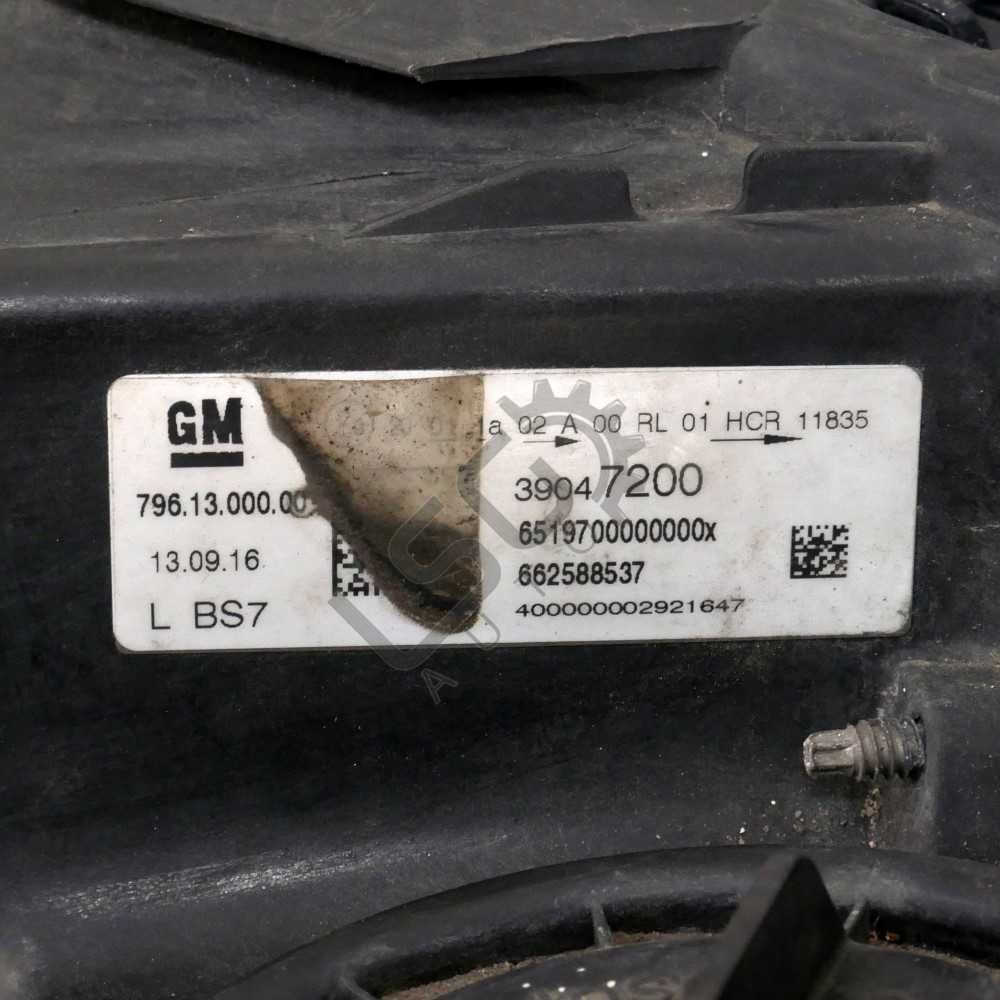 GM
1a 02 A 00 RL 01 HCR 11835
796.13.000.00
39047200
6519700000000x
13.09.16
662588537
L BS7
400000002921647